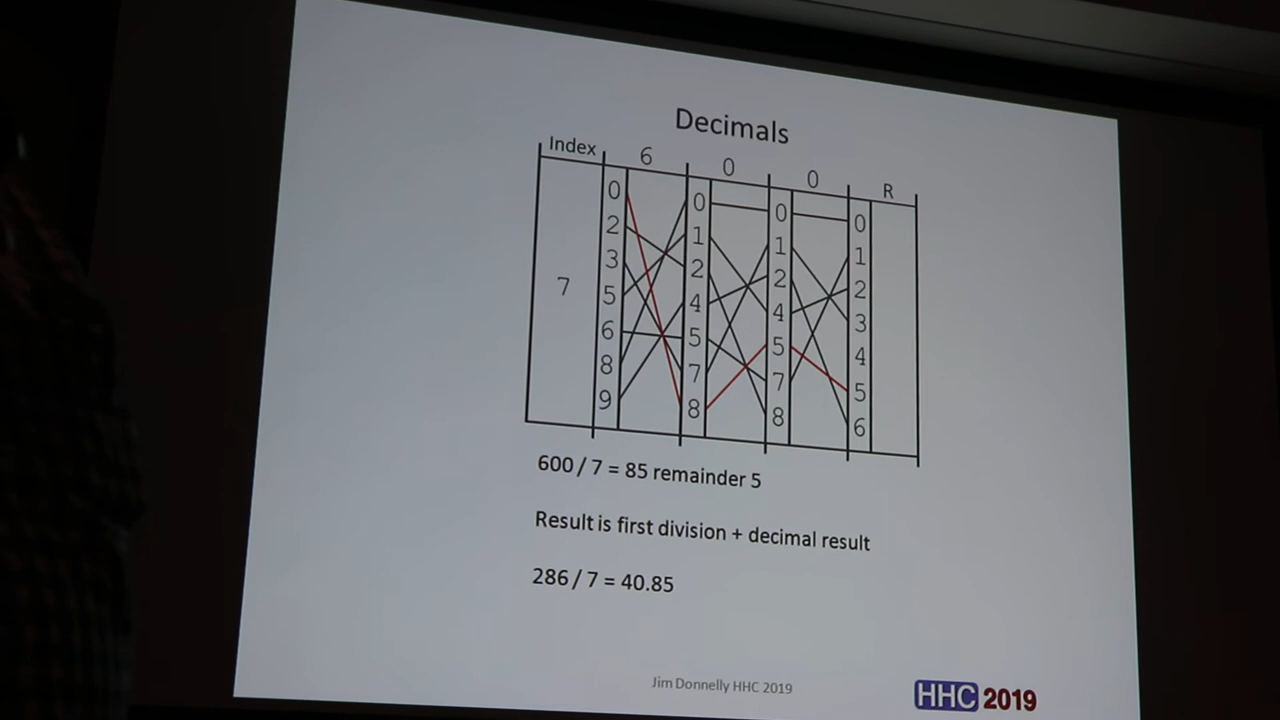 Decimals
Index 6 0 0 R
0 0 0 0
2 1 1 1
3 2 2 2
7 5 4 4 3
6 5 5 4
8 7 7 5
9 8 8 6
600 / 7 = 85 remainder 5
Result is first division + decimal result
286 / 7 = 40.85
Jim Donnelly HHC 2019
HHC 2019